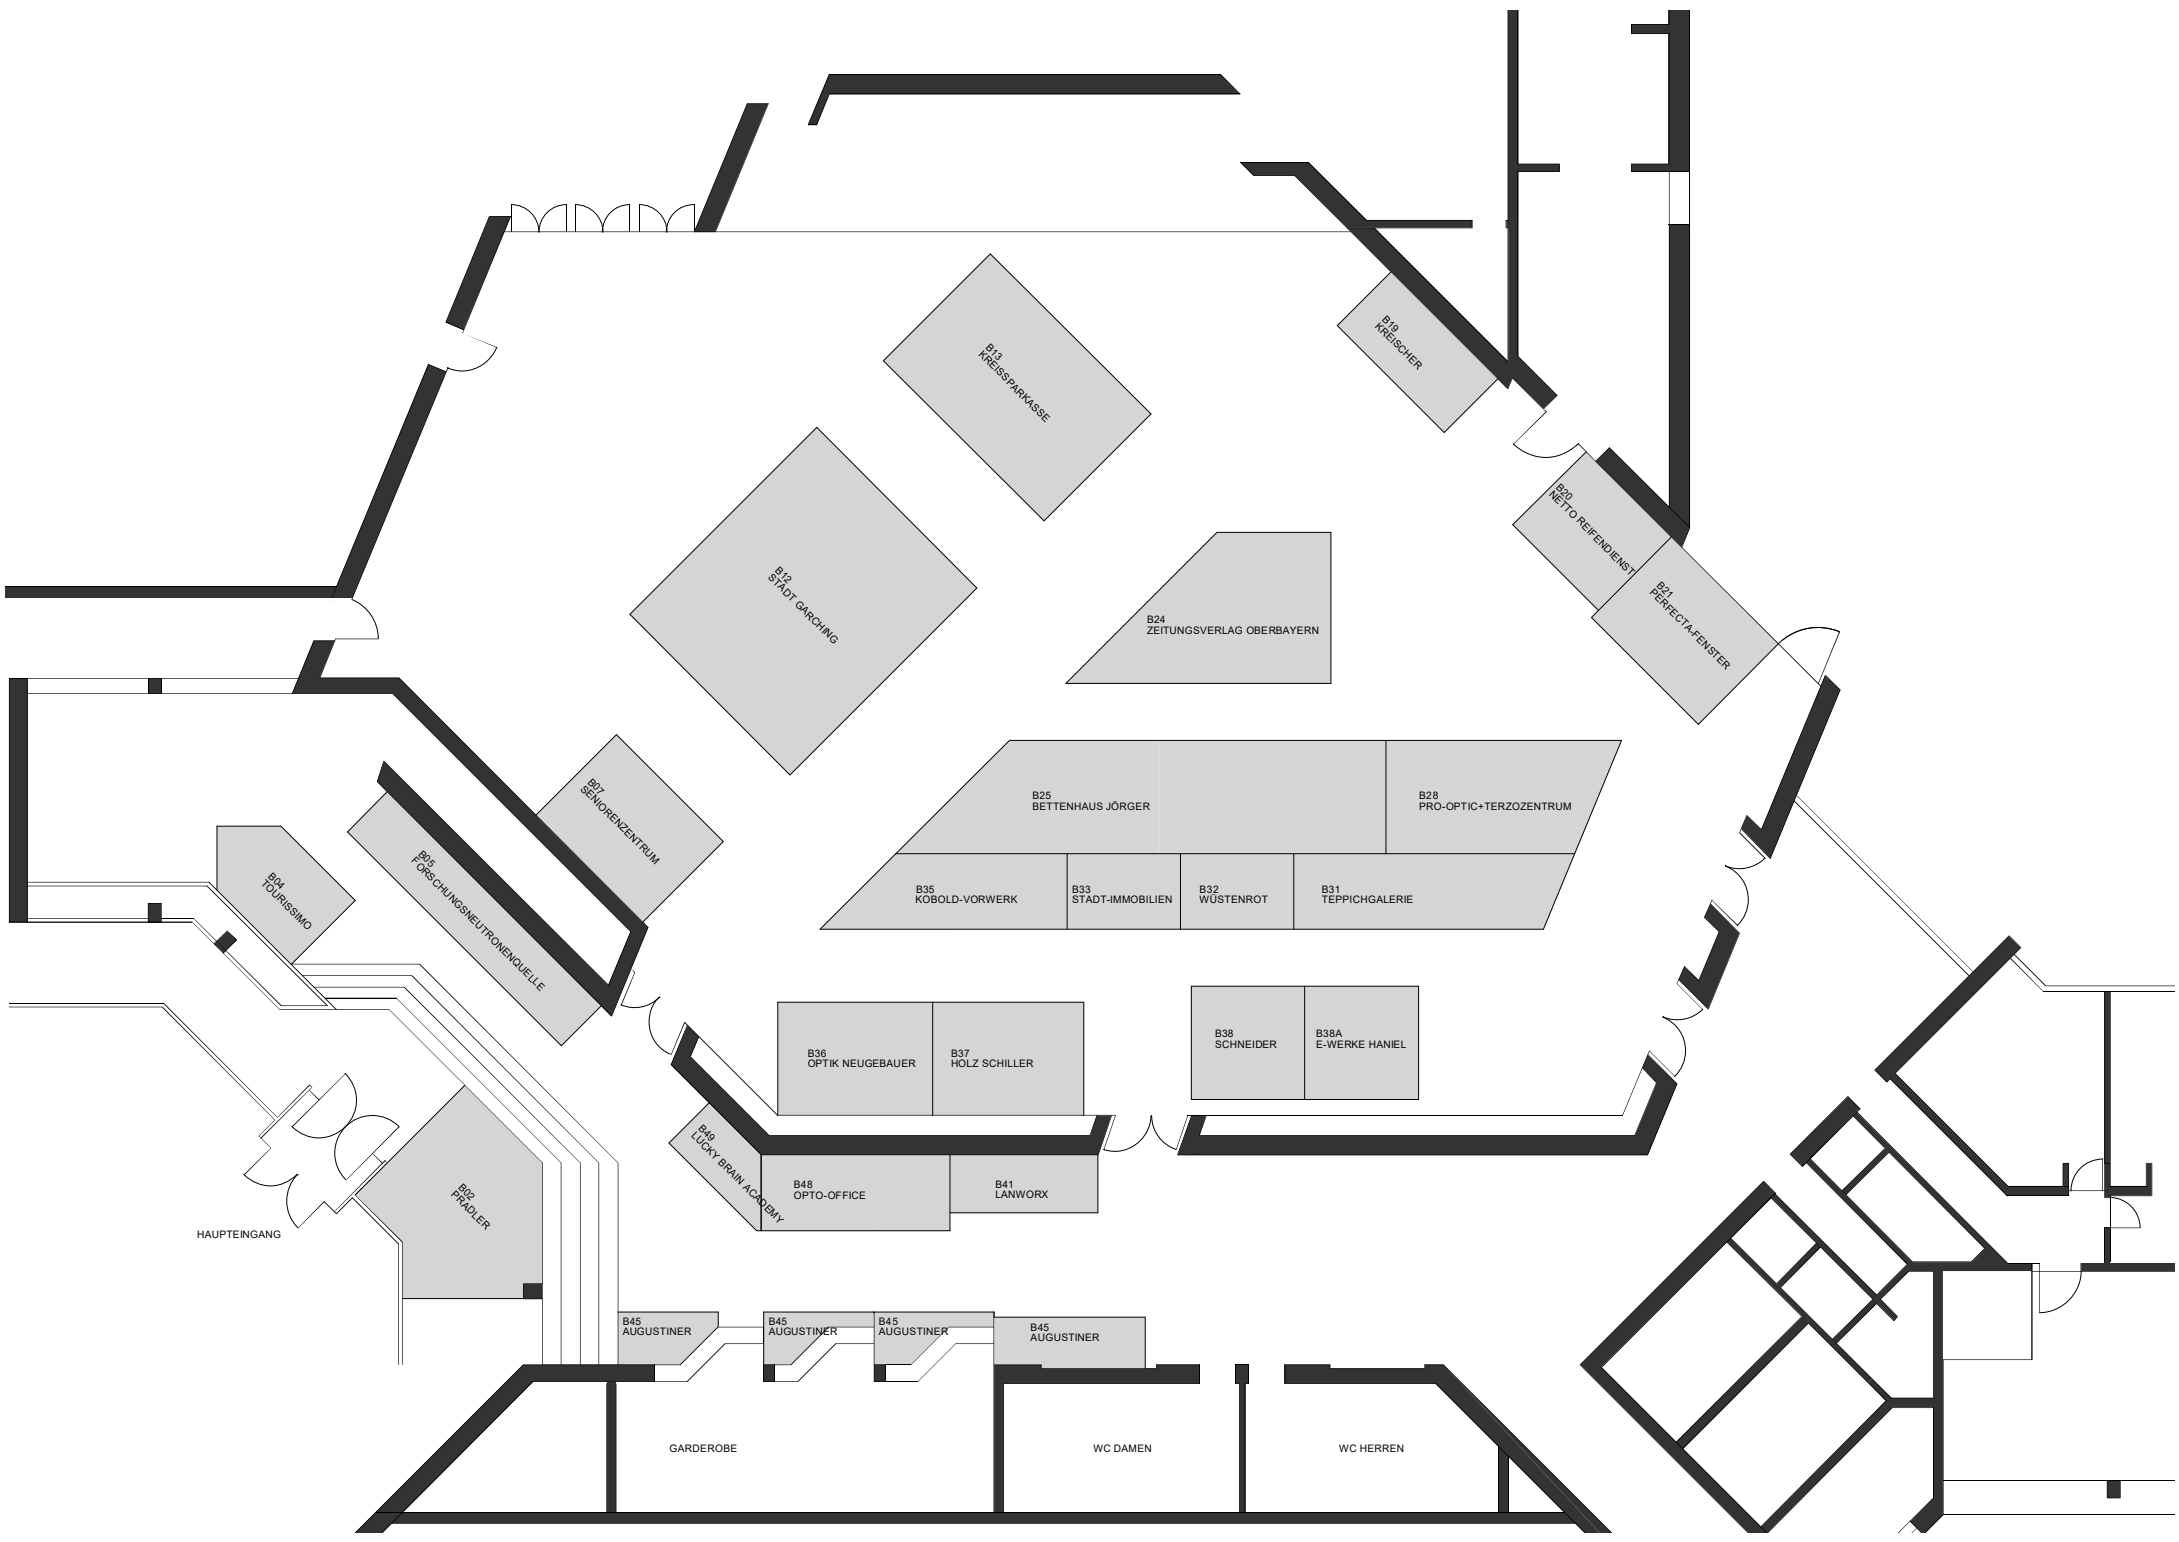 B19
KREISCHER
B13
KREISSPARKASSE
B20
NETTO REIFENDIENST
B12
STADT GARCHING
B21
PERFECTA-FENSTER
B24
ZEITUNGSVERLAG OBERBAYERN
B07
SENIORENZENTRUM
B25
BETTENHAUS JÖRGER
B28
PRO-OPTIC+TERZOZENTRUM
B05
FORSCHUNGSNEUTRONENQUELLE
B04
TOURISSIMO
B35
KOBOLD-VORWERK
B33
STADT-IMMOBILIEN
B32
WÜSTENROT
B31
TEPPICHGALERIE
B36
OPTIK NEUGEBAUER
B37
HOLZ SCHILLER
B38
SCHNEIDER
B38A
E-WERKE HANIEL
B49
LUCKY BRAIN ACADEMY
B48
OPTO-OFFICE
B41
LANWORX
B02
PRADLER
HAUPTEINGANG
B45
AUGUSTINER
B45
AUGUSTINER
B45
AUGUSTINER
B45
AUGUSTINER
GARDEROBE
WC DAMEN
WC HERREN